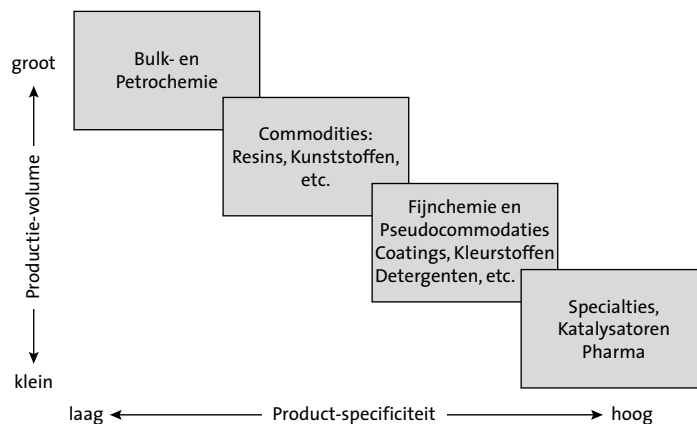 groot
Bulk- en
Petrochemie
Commodities:
Resins, Kunststoffen,
etc.
Productie-volume
Fijnchemie en
Pseudocommodaties
Coatings, Kleurstoffen
Detergenten, etc.
Specialties,
Katalysatoren
Pharma
klein
laag
Product-specificiteit
hoog